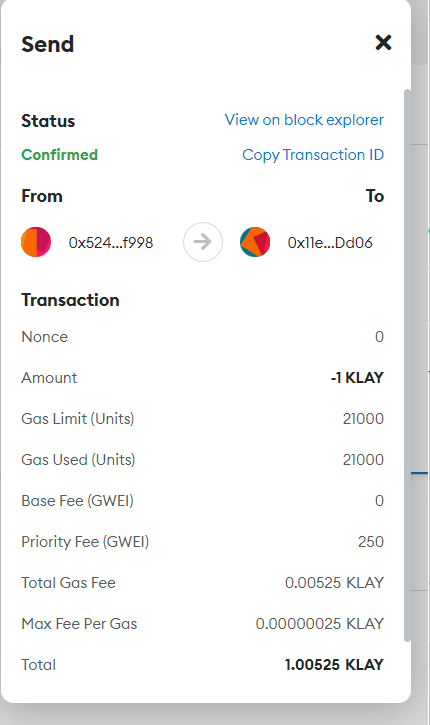 Send
Status View on block explorer
Confirmed Copy Transaction ID
From To
0x524...f998 0x11e...Dd06
Transaction
Nonce 0
Amount -1 KLAY
Gas Limit (Units) 21000
Gas Used (Units) 21000
Base Fee (GWEI) 0
Priority Fee (GWEI) 250
Total Gas Fee 0.00525 KLAY
Max Fee Per Gas 0.00000025 KLAY
Total 1.00525 KLAY